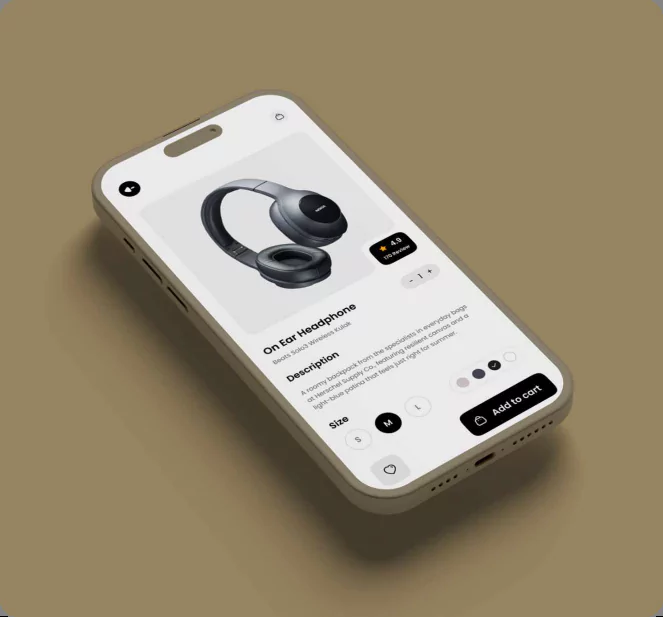 NOKIA
4.9
170 Review
- 1 +
On Ear Headphone
Beats Solo3 Wireless Kulak
Description
A roomy backpack from the specialists in everyday bags
at Herschel Supply Co., featuring resilient canvas and a
light-blue patina that feels just right for summer.
Size
S
M
L
Add to cart